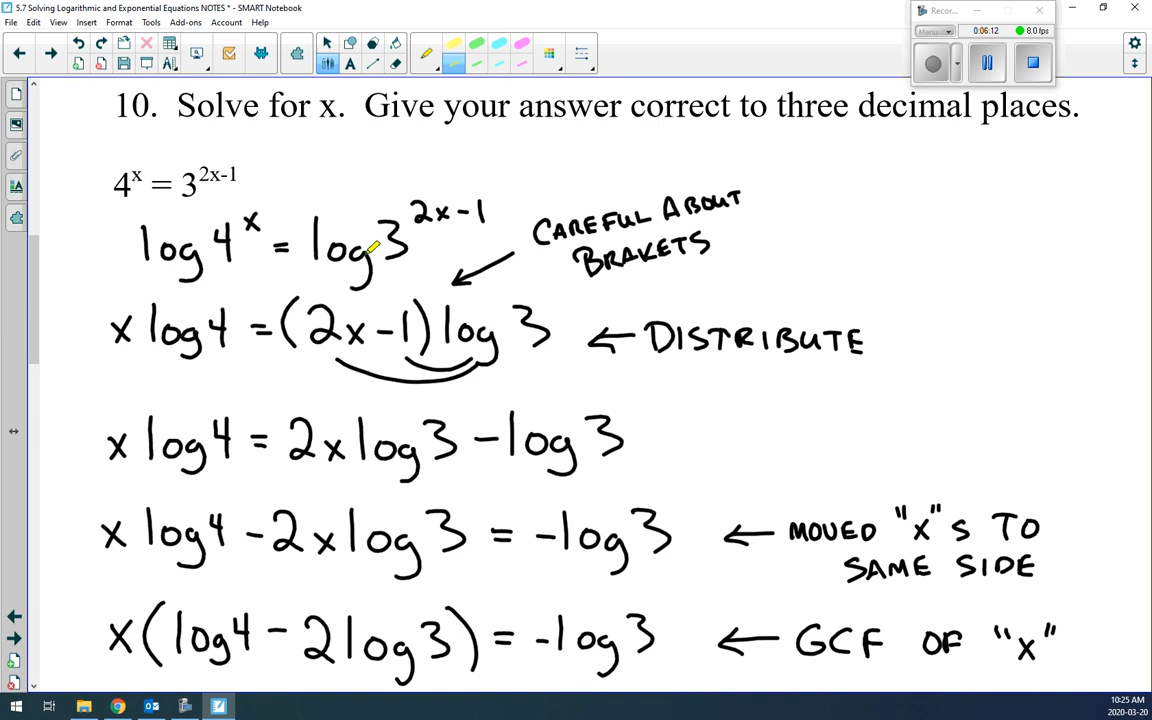 5.7 Solving Logarithmic and Exponential Equations NOTES * - SMART Notebook
File Edit View Insert Format Tools Add-ons Account Help
Recor...
Menu
0:06:12
8.0 fps
10. Solve for x. Give your answer correct to three decimal places.
4^x = 3^{2x-1}
log 4^x = log 3^{2x-1}
CAREFUL ABOUT
BRAKETS
x log 4 = (2x - 1) log 3 ← DISTRIBUTE
x log 4 = 2x log 3 - log 3
x log 4 - 2x log 3 = - log 3 ← MOVED "x"s TO
SAME SIDE
x (log 4 - 2 log 3) = - log 3 ← GCF OF "x"
10:25 AM
2020-03-20